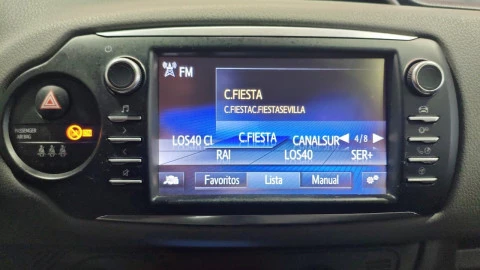 FM
C.FIESTA
C.FIESTAC.FIESTASEVILLA
LOS40 CL C.FIESTA CANALSUR 4/8
RAI LOS40 SER+
Favoritos Lista Manual
PASSENGER
AIRBAG